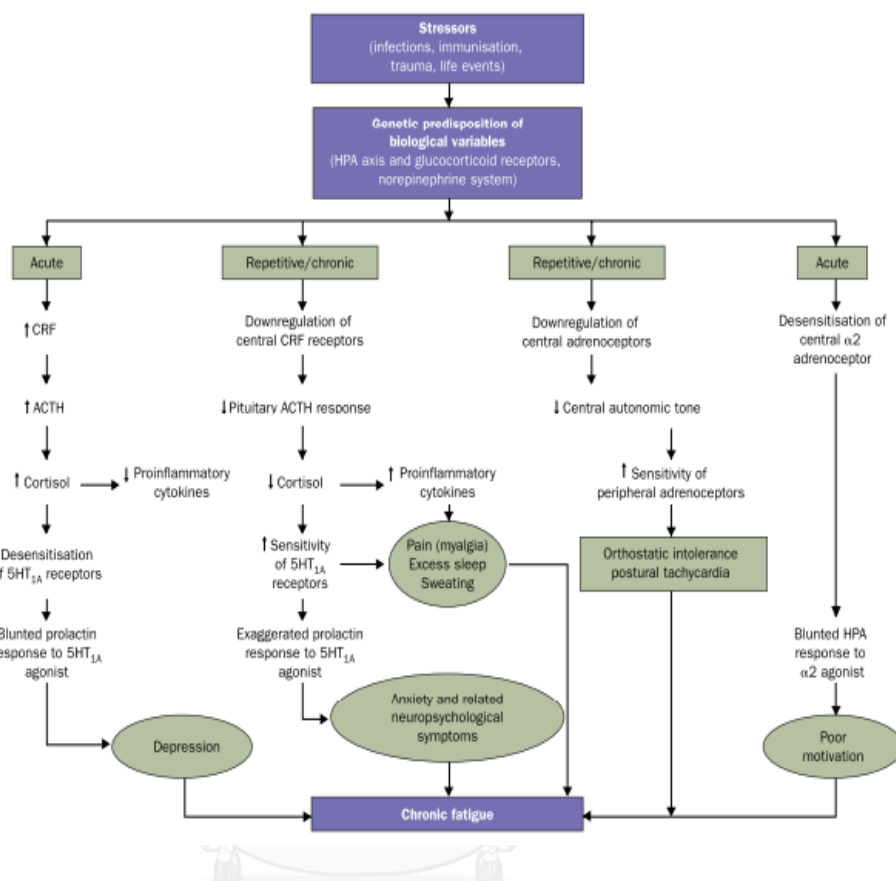 Stressors
(infections, immunisation,
trauma, life events)
Genetic predisposition of
biological variables
(HPA axis and glucocorticoid receptors,
norepinephrine system)
Acute
Repetitive/chronic
Repetitive/chronic
Acute
↑CRF
Downregulation of
central CRF receptors
Downregulation of
central adrenoceptors
Desensitisation of
central α2
adrenoceptor
↑ACTH
↓Pituitary ACTH response
↓Central autonomic tone
↑Cortisol
↓Proinflammatory
cytokines
↓Cortisol
↑Proinflammatory
cytokines
↑Sensitivity of
peripheral adrenoceptors
Desensitisation
f 5HT1A receptors
↑Sensitivity
of 5HT1A
receptors
Pain (myalgia)
Excess sleep
Sweating
Orthostatic intolerance
postural tachycardia
Blunted prolactin
esponse to 5HT1A
agonist
Exaggerated prolactin
response to 5HT1A
agonist
Blunted HPA
response to
α2 agonist
Depression
Anxiety and related
neuropsychological
symptoms
Poor
motivation
Chronic fatigue